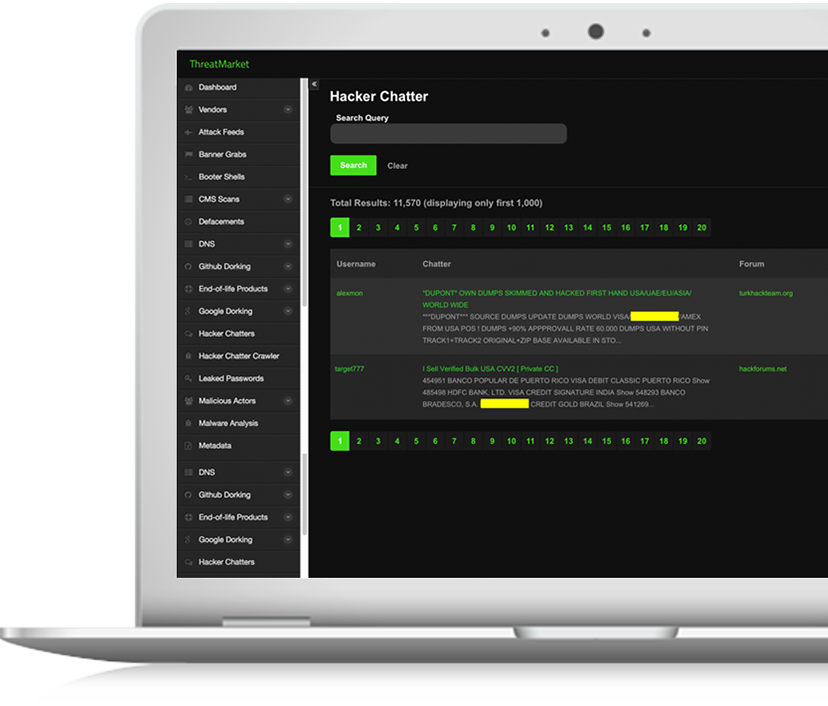 ThreatMarket
Dashboard
Vendors
Attack Feeds
Banner Grabs
Booter Shells
CMS Scans
Defacements
DNS
Github Dorking
End-of-life Products
Google Dorking
Hacker Chatters
Hacker Chatter Crawler
Leaked Passwords
Malicious Actors
Malware Analysis
Metadata
DNS
Github Dorking
End-of-life Products
Google Dorking
Hacker Chatters
Hacker Chatter
Search Query
Search Clear
Total Results: 11,570 (displaying only first 1,000)
1 2 3 4 5 6 7 8 9 10 11 12 13 14 15 16 17 18 19 20
Username Chatter Forum
alexmon "DUPONT" OWN DUMPS SKIMMED AND HACKED FIRST HAND USA/UAE/EU/ASIA/ turkhackteam.org
WORLD WIDE
***DUPONT*** SOURCE DUMPS UPDATE DUMPS WORLD VISA/ /AMEX
FROM USA POS ! DUMPS +90% APPPROVALL RATE 60.000 DUMPS USA WITHOUT PIN
TRACK1+TRACK2 ORIGINAL+ZIP BASE AVAILABLE IN STO...
target777 I Sell Verified Bulk USA CVV2 [ Private CC ] hackforums.net
454951 BANCO POPULAR DE PUERTO RICO VISA DEBIT CLASSIC PUERTO RICO Show
485498 HDFC BANK, LTD. VISA CREDIT SIGNATURE INDIA Show 548293 BANCO
BRADESCO, S.A. CREDIT GOLD BRAZIL Show 541269...
1 2 3 4 5 6 7 8 9 10 11 12 13 14 15 16 17 18 19 20